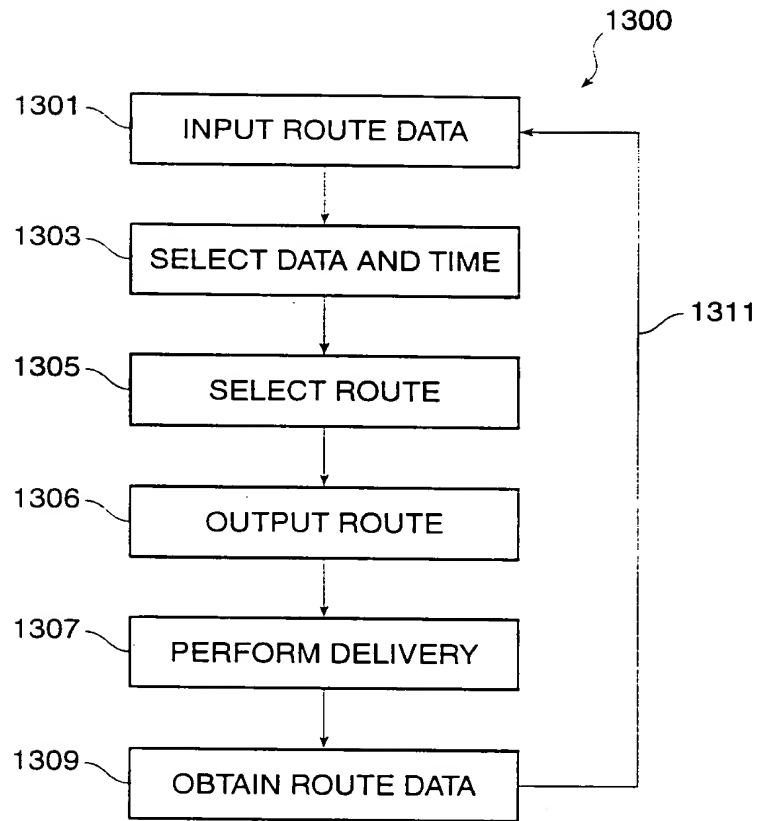 1300
1301
INPUT ROUTE DATA
1303
SELECT DATA AND TIME
1311
1305
SELECT ROUTE
1306
OUTPUT ROUTE
1307
PERFORM DELIVERY
1309
OBTAIN ROUTE DATA